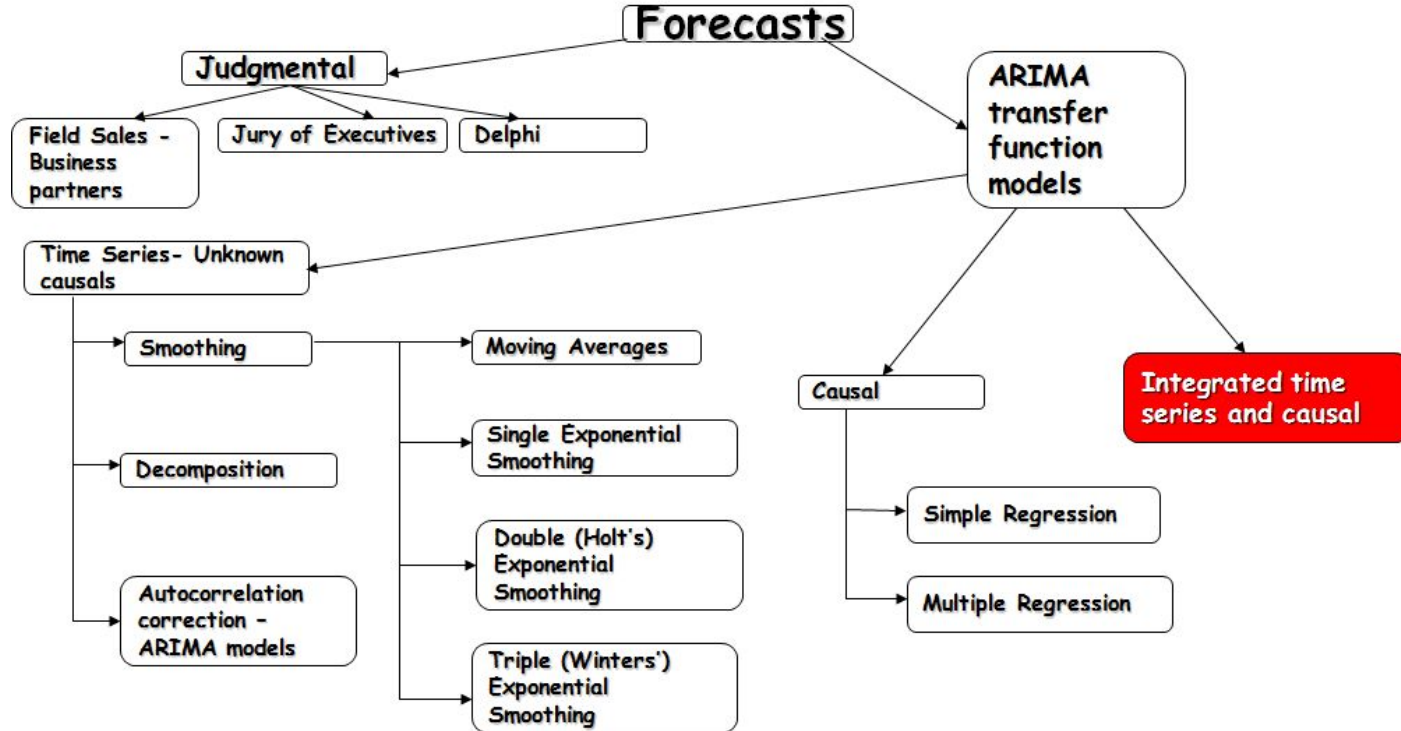 Forecasts
Judgmental
ARIMA
transfer
function
models
Field Sales -
Business
partners
Jury of Executives
Delphi
Time Series- Unknown
causals
Smoothing
Moving Averages
Single Exponential
Smoothing
Decomposition
Double (Holt's)
Exponential
Smoothing
Autocorrelation
correction –
ARIMA models
Triple (Winters')
Exponential
Smoothing
Causal
Integrated time
series and causal
Simple Regression
Multiple Regression